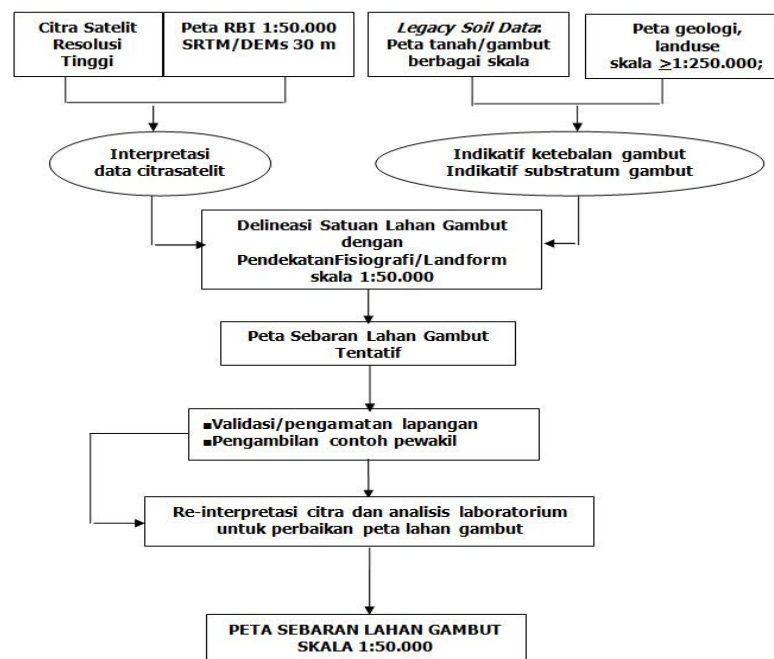 Citra Satelit
Resolusi
Tinggi
Peta RBI 1:50.000
SRTM/DEMs 30 m
Legacy Soil Data:
Peta tanah/gambut
berbagai skala
Peta geologi,
landuse
skala ≥1:250.000;
Interpretasi
data citrasatelit
Indikatif ketebalan gambut
Indikatif substratum gambut
Delineasi Satuan Lahan Gambut
dengan
PendekatanFisiografi/Landform
skala 1:50.000
Peta Sebaran Lahan Gambut
Tentatif
▪Validasi/pengamatan lapangan
▪Pengambilan contoh pewakil
Re-interpretasi citra dan analisis laboratorium
untuk perbaikan peta lahan gambut
PETA SEBARAN LAHAN GAMBUT
SKALA 1:50.000